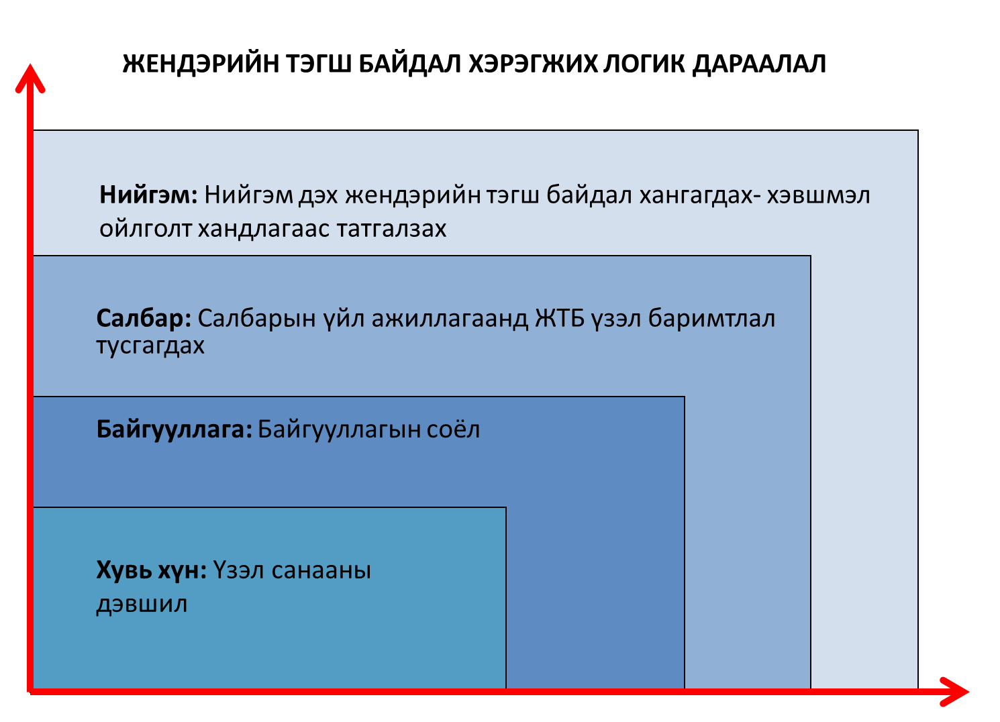 ЖЕНДЭРИЙН ТЭГШ БАЙДАЛ ХЭРЭГЖИХ ЛОГИК ДАРААЛАЛ
Нийгэм: Нийгэм дэх жендэрийн тэгш байдал хангагдах- хэвшмэл
ойлголт хандлагаас татгалзах
Салбар: Салбарын үйл ажиллагаанд ЖТБ үзэл баримтлал
тусгагдах
Байгууллага: Байгууллагын соёл
Хувь хүн: Үзэл санааны
дэвшил